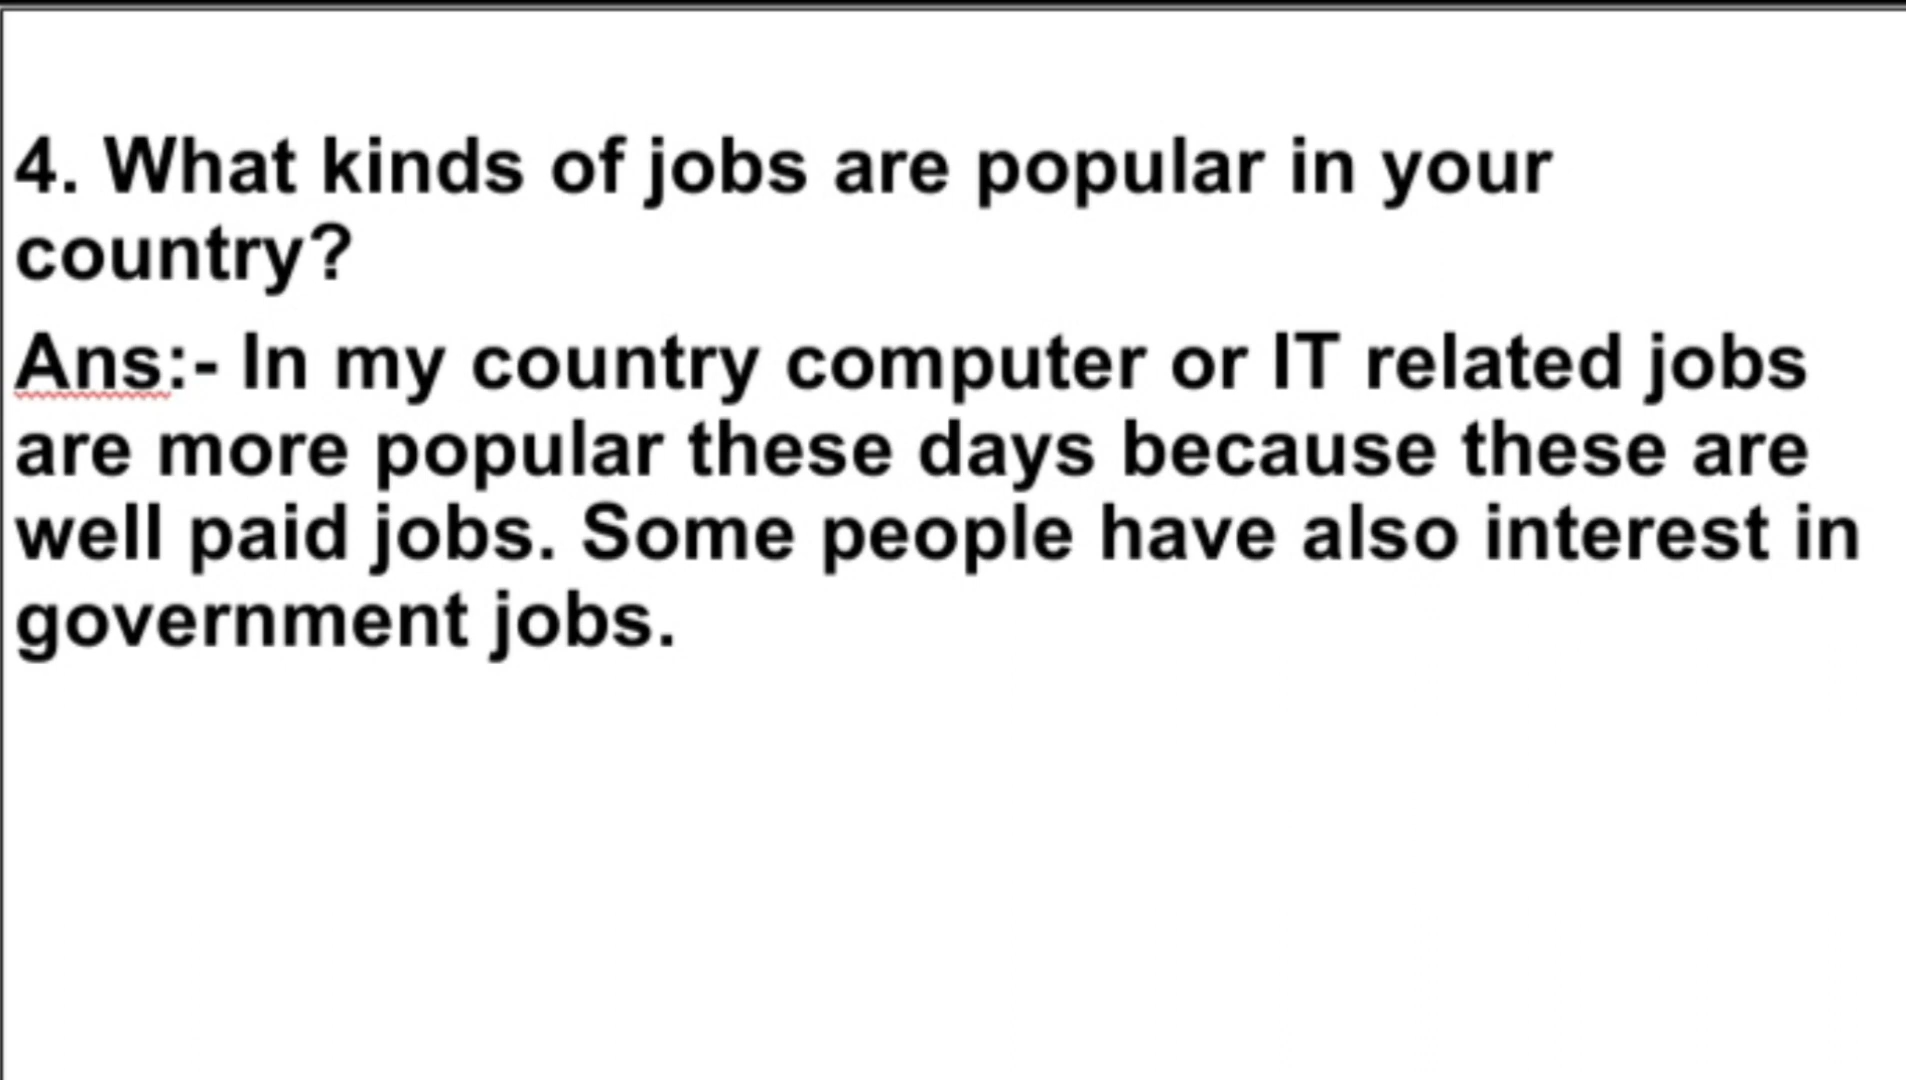 4. What kinds of jobs are popular in your
country?
Ans:- In my country computer or IT related jobs
are more popular these days because these are
well paid jobs. Some people have also interest in
government jobs.